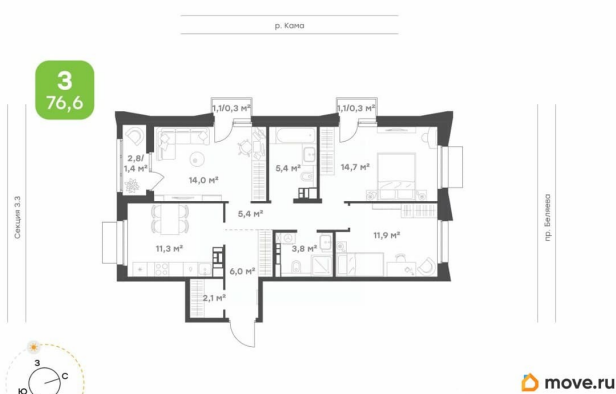 р. Кама
3
76,6
1,1/0,3 м²
1,1/0,3 м²
2,8/
1,4 м²
14,0 м²
5,4 м²
14,7 м²
Секция 3.3
пр. Беляева
5,4 м²
11,9 м²
11,3 м²
3,8 м²
6,0 м²
2,1 м²
З
С
Ю
move.ru